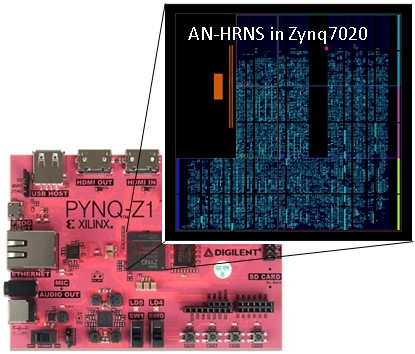 AN-HRNS in Zynq7020
USB HOST
HDMI OUT
HDMI IN
PROG
PYNQ-Z1
XILINX
DIGILENT
ETHERNET
MIC
AUDIO OUT
SD CARD
LD5
LD4
SW1
SW0